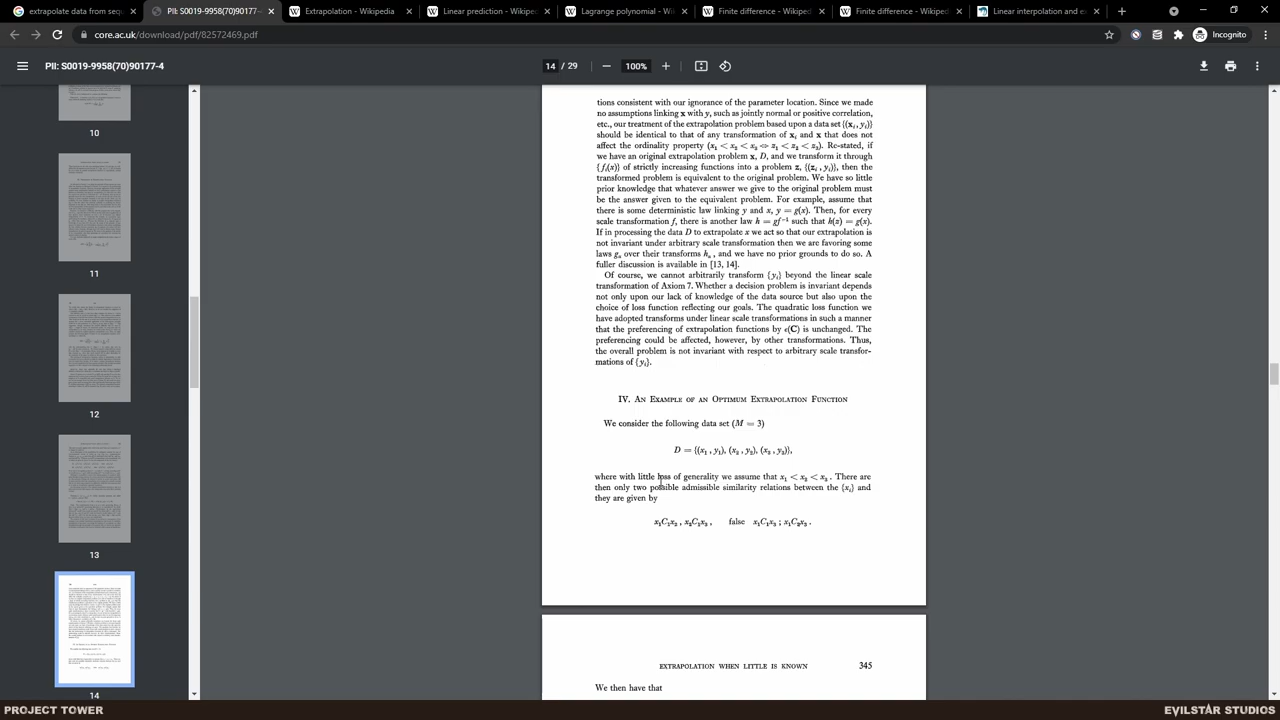 extrapolate data from sequ
PII: S0019-9958(70)90177-
Extrapolation - Wikipedia
Linear prediction - Wikipe
Lagrange polynomial - Wi
Finite difference - Wikiped
Finite difference - Wikiped
Linear interpolation and ex
core.ac.uk/download/pdf/82572469.pdf
Incognito
PII: S0019-9958(70)90177-4
14 / 29
100%
10
11
12
13
14
tions consistent with our ignorance of the parameter location. Since we made
no assumptions linking x with y, such as jointly normal or positive correlation,
etc., our treatment of the extrapolation problem based upon a data set {(xᵢ, yᵢ)}
should be identical to that of any transformation of xᵢ and x that does not
affect the ordinality property (x₁ < x₂ < x₃ ⇔ z₁ < z₂ < z₃). Re-stated, if
we have an original extrapolation problem x, D, and we transform it through
{fᵢ(x)} of strictly increasing functions into a problem z, {(zᵢ, yᵢ)}, then the
transformed problem is equivalent to the original problem. We have so little
prior knowledge that whatever answer we give to the original problem must
be the answer given to the equivalent problem. For example, assume that
there is some deterministic law linking y and x, y = g(x). Then, for every
scale transformation f, there is another law h = gf⁻¹ such that h(z) = g(x).
If in processing the data D to extrapolate x we act so that our extrapolation is
not invariant under arbitrary scale transformation then we are favoring some
laws gₐ over their transforms hₐ, and we have no prior grounds to do so. A
fuller discussion is available in [13, 14].
Of course, we cannot arbitrarily transform {yᵢ} beyond the linear scale
transformation of Axiom 7. Whether a decision problem is invariant depends
not only upon our lack of knowledge of the data source but also upon the
choice of loss function reflecting our goals. The quadratic loss function we
have adopted transforms under linear scale transformations in such a manner
that the preferencing of extrapolation functions by ϵ(C) is unchanged. The
preferencing could be affected, however, by other transformations. Thus,
the overall problem is not invariant with respect to arbitrary scale transfor-
mations of {yᵢ}.
IV. AN EXAMPLE OF AN OPTIMUM EXTRAPOLATION FUNCTION
We consider the following data set (M = 3)
D = {(x₁, y₁), (x₂, y₂), (x₃, y₃)},
where with little loss of generality we assume that x₁ < x₂ < x₃. There are
then only two possible admissible similarity relations between the {xᵢ} and
they are given by
x₁C₁x₂, x₂C₁x₃, false x₁C₁x₃; x₁C₂x₃.
EXTRAPOLATION WHEN LITTLE IS KNOWN 345
We then have that
PROJECT TOWER
EVILSTÁR STUDIOS